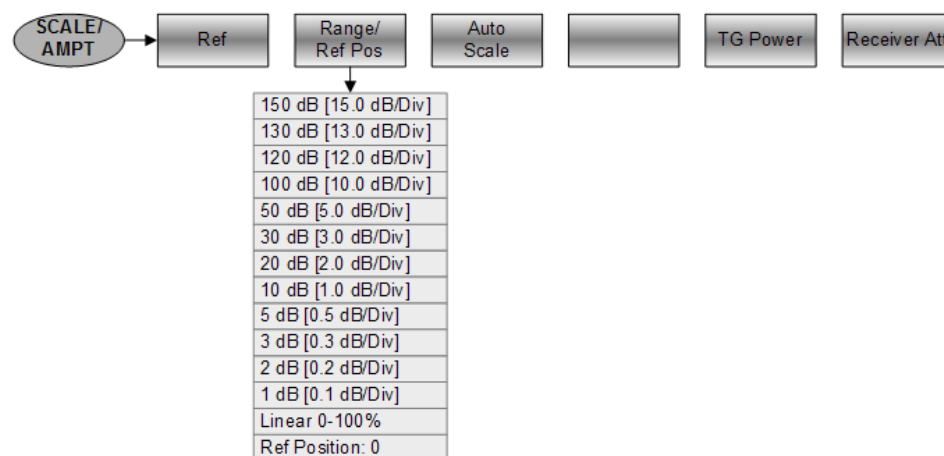 SCALE/
AMPT
Ref
Range/
Ref Pos
Auto
Scale
TG Power
Receiver Att
150 dB [15.0 dB/Div]
130 dB [13.0 dB/Div]
120 dB [12.0 dB/Div]
100 dB [10.0 dB/Div]
50 dB [5.0 dB/Div]
30 dB [3.0 dB/Div]
20 dB [2.0 dB/Div]
10 dB [1.0 dB/Div]
5 dB [0.5 dB/Div]
3 dB [0.3 dB/Div]
2 dB [0.2 dB/Div]
1 dB [0.1 dB/Div]
Linear 0-100%
Ref Position: 0